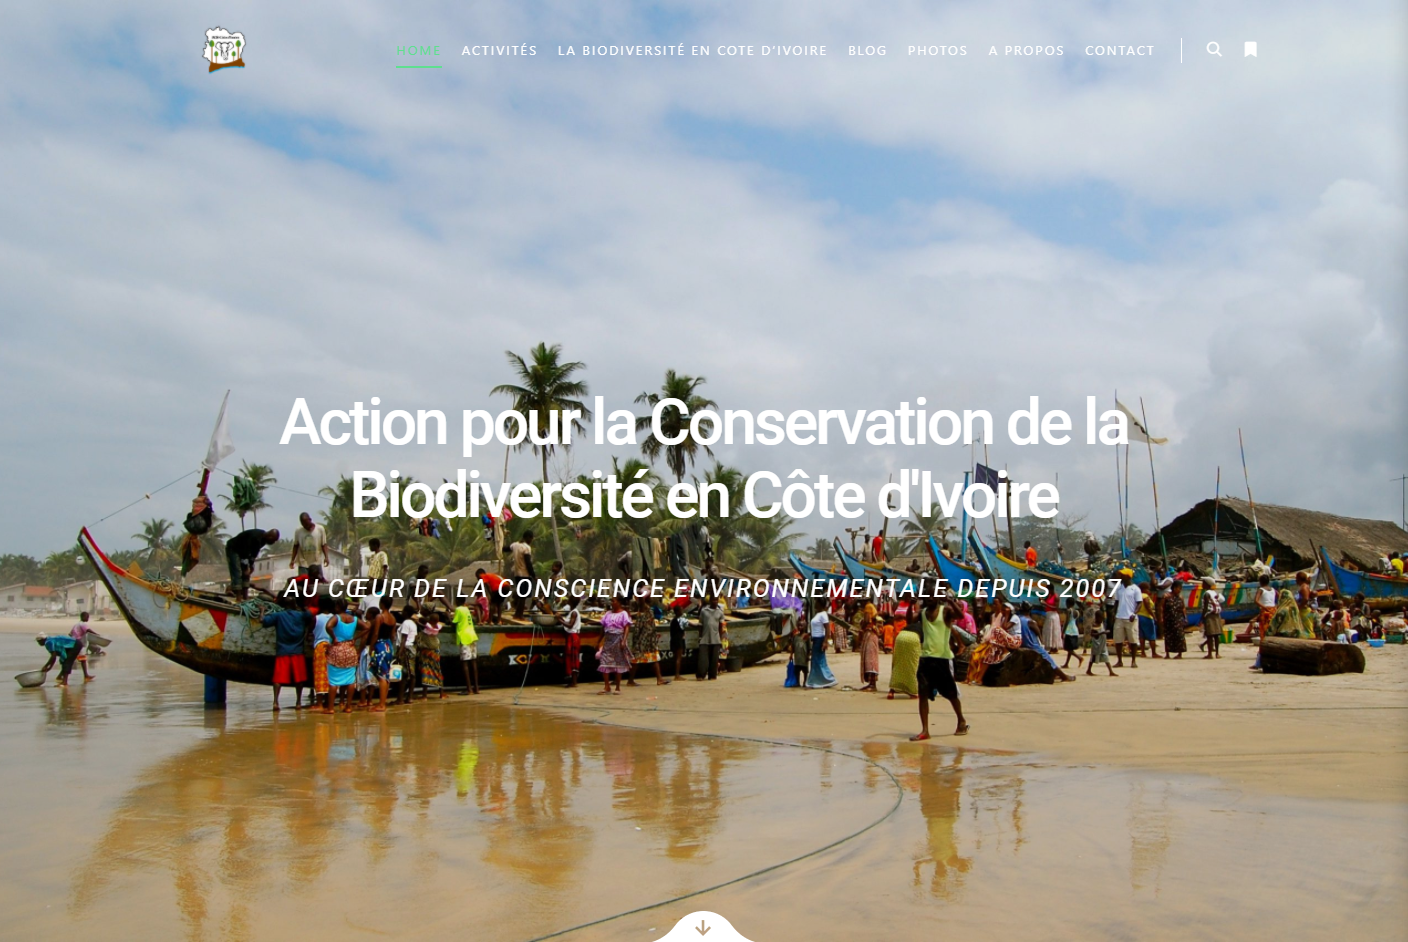 HOME ACTIVITÉS LA BIODIVERSITÉ EN COTE D'IVOIRE BLOG PHOTOS A PROPOS CONTACT
Action pour la Conservation de la
Biodiversité en Côte d'Ivoire
AU CŒUR DE LA CONSCIENCE ENVIRONNEMENTALE DEPUIS 2007